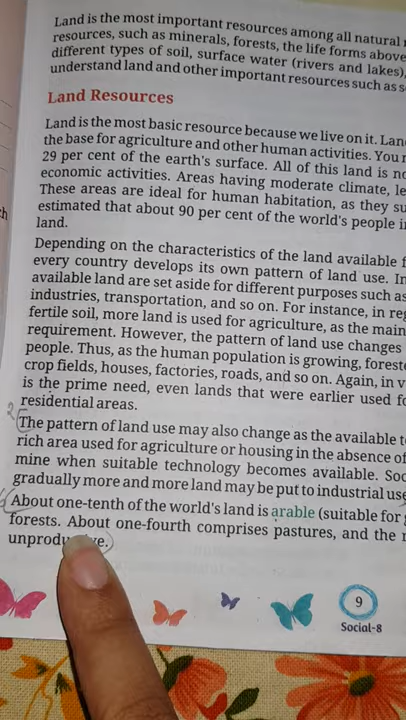 Land is the most important resources among all natural
resources, such as minerals, forests, the life forms above
different types of soil, surface water (rivers and lakes),
understand land and other important resources such as
Land Resources
Land is the most basic resource because we live on it.
the base for agriculture and other human activities. You
29 per cent of the earth's surface. All of this land is
economic activities. Areas having moderate climate,
These areas are ideal for human habitation, as they
estimated that about 90 per cent of the world's people
land.
Depending on the characteristics of the land available
every country develops its own pattern of land use. In
available land are set aside for different purposes such as
industries, transportation, and so on. For instance, in
fertile soil, more land is used for agriculture, as the main
requirement. However, the pattern of land use changes
people. Thus, as the human population is growing,
crop fields, houses, factories, roads, and so on. Again, in
is the prime need, even lands that were earlier used
residential areas.
The pattern of land use may also change as the available
rich area used for agriculture or housing in the absence of
mine when suitable technology becomes available.
gradually more and more land may be put to industrial use
About one-tenth of the world's land is arable (suitable for
forests. About one-fourth comprises pastures, and the
9
Social-8